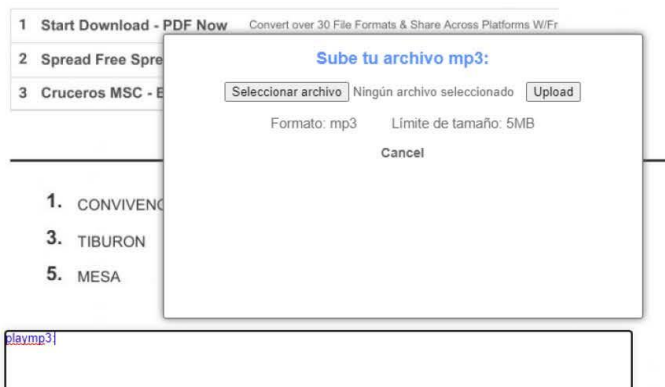 1 Start Download - PDF Now Convert over 30 File Formats & Share Across Platforms W/Fr
2 Spread Free Spre
3 Cruceros MSC - E
Sube tu archivo mp3:
Seleccionar archivo Ningún archivo seleccionado Upload
Formato: mp3 Límite de tamaño: 5MB
Cancel
1. CONVIVENC
3. TIBURON
5. MESA
playmp3: